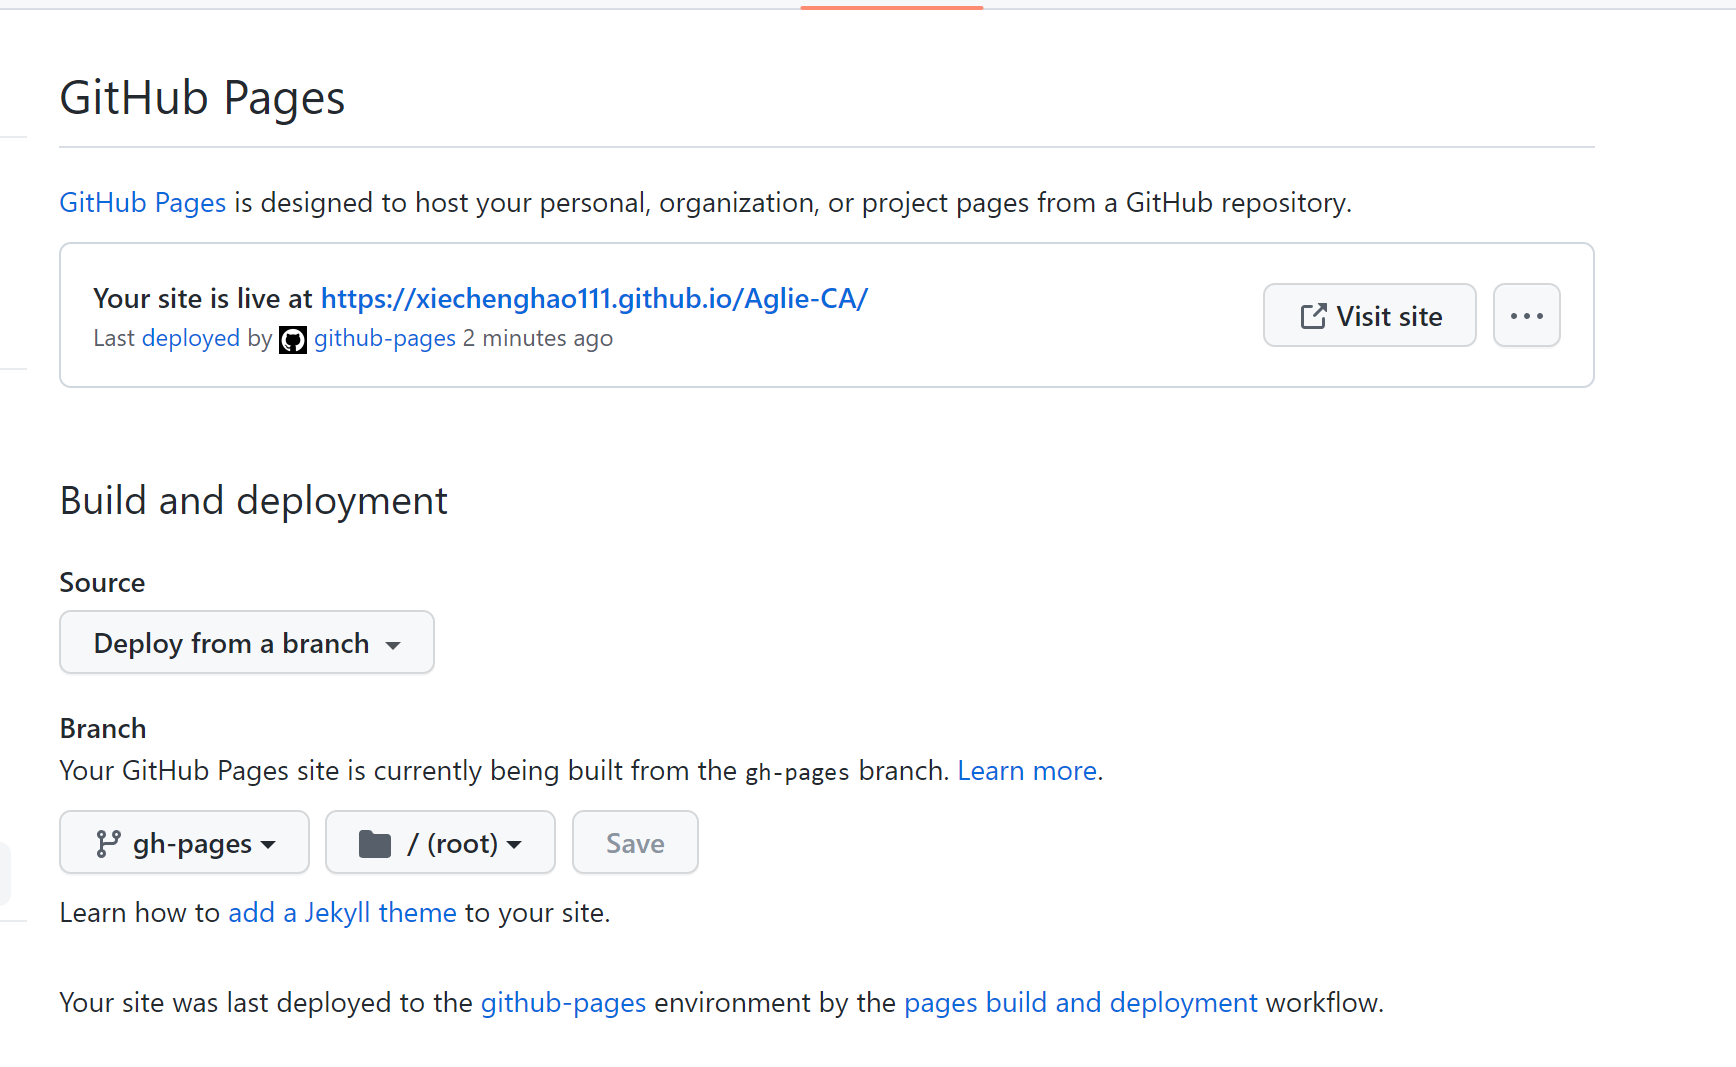 GitHub Pages
GitHub Pages is designed to host your personal, organization, or project pages from a GitHub repository.
Your site is live at https://xiechenghao111.github.io/Aglie-CA/
Last deployed by github-pages 2 minutes ago
Visit site
Build and deployment
Source
Deploy from a branch
Branch
Your GitHub Pages site is currently being built from the gh-pages branch. Learn more.
gh-pages
/ (root)
Save
Learn how to add a Jekyll theme to your site.
Your site was last deployed to the github-pages environment by the pages build and deployment workflow.